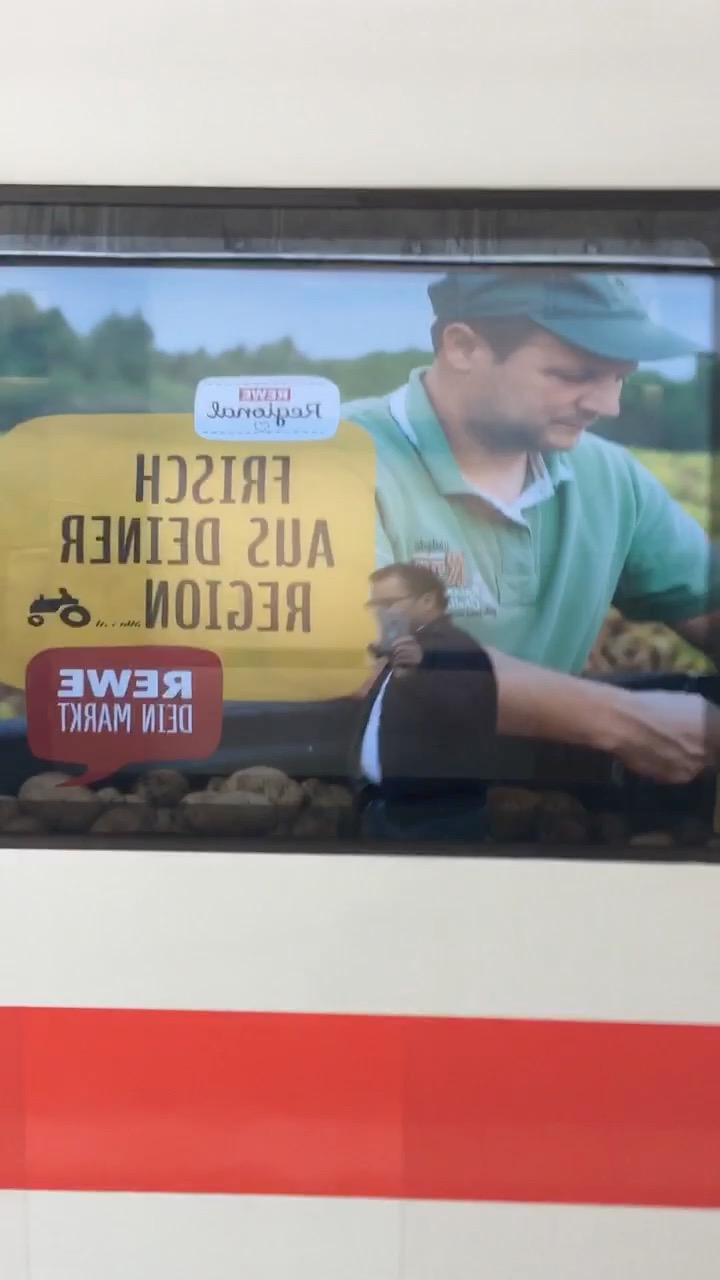 REWE
Regional
FRISCH
AUS DEINER
REGION
REWE
DEIN MARKT